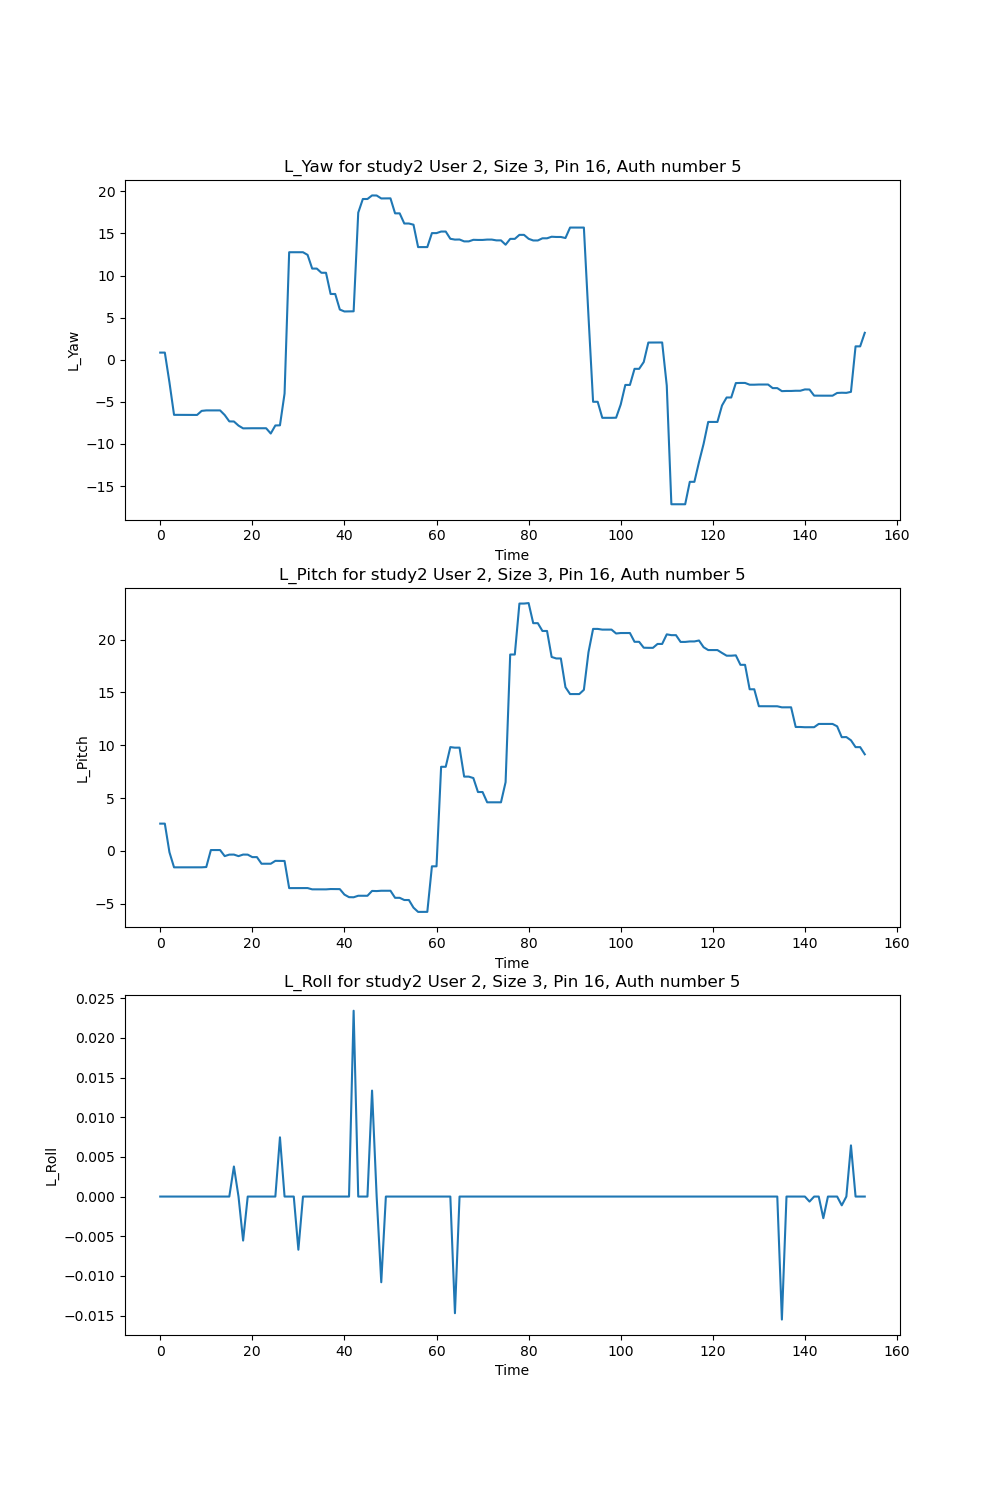 L_Yaw for study2 User 2, Size 3, Pin 16, Auth number 5
20
15
10
5
0
−5
−10
−15
L_Yaw
0 20 40 60 80 100 120 140 160
Time
L_Pitch for study2 User 2, Size 3, Pin 16, Auth number 5
20
15
10
5
0
−5
L_Pitch
0 20 40 60 80 100 120 140 160
Time
L_Roll for study2 User 2, Size 3, Pin 16, Auth number 5
0.025
0.020
0.015
0.010
0.005
0.000
−0.005
−0.010
−0.015
L_Roll
0 20 40 60 80 100 120 140 160
Time